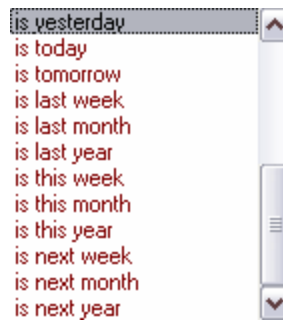 is yesterday
is today
is tomorrow
is last week
is last month
is last year
is this week
is this month
is this year
is next week
is next month
is next year